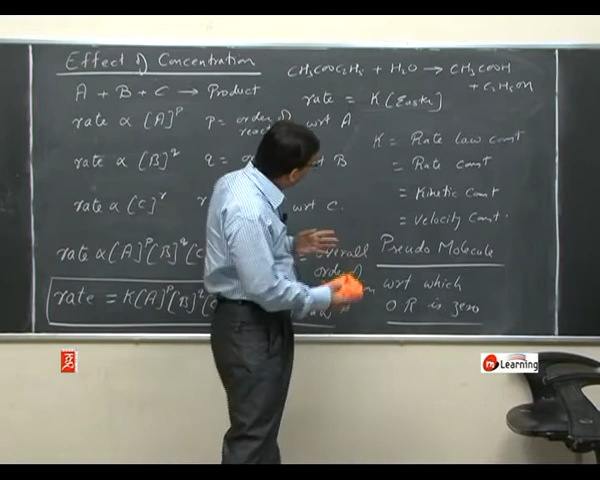 Effect of Concentration
A + B + C → Product
rate ∝ [A]^p p = order of reac wrt A
rate ∝ [B]^q q = wrt B
rate ∝ [C]^r wrt C.
rate ∝ [A]^p [B]^q [C = overall order of
rate = K[A]^p [B]^q
CH3COOC2H5 + H2O → CH3COOH
+ C2H5OH
rate = K[Ester]
K = Rate law const
= Rate const
= Kinetic const
= Velocity const.
Pseudo Molecule
wrt which
O R is zero
Learning